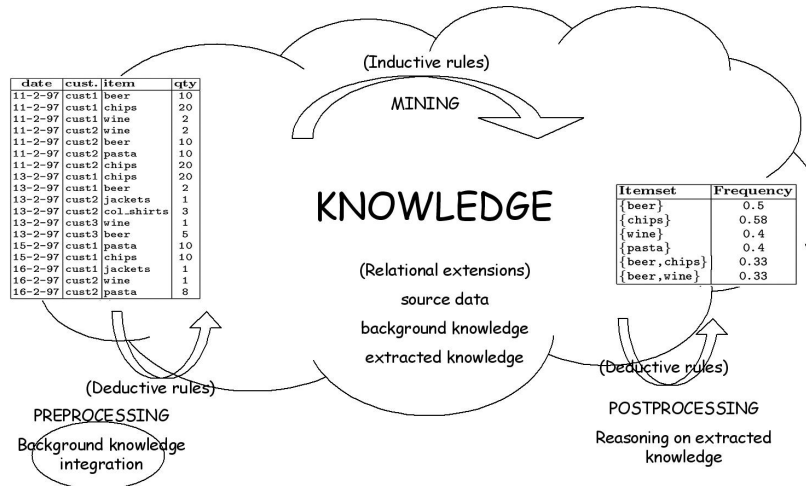 (Inductive rules)
MINING
date cust. item qty
11-2-97 cust1 beer 10
11-2-97 cust1 chips 20
11-2-97 cust1 wine 2
11-2-97 cust2 wine 2
11-2-97 cust2 beer 10
11-2-97 cust2 pasta 10
11-2-97 cust2 chips 20
13-2-97 cust1 chips 20
13-2-97 cust1 beer 2
13-2-97 cust2 jackets 1
13-2-97 cust2 col_shirts 3
13-2-97 cust3 wine 1
13-2-97 cust3 beer 5
15-2-97 cust1 pasta 10
15-2-97 cust1 chips 10
16-2-97 cust1 jackets 1
16-2-97 cust2 wine 1
16-2-97 cust2 pasta 8
KNOWLEDGE
(Relational extensions)
source data
background knowledge
extracted knowledge
Itemset Frequency
{beer} 0.5
{chips} 0.58
{wine} 0.4
{pasta} 0.4
{beer,chips} 0.33
{beer,wine} 0.33
(Deductive rules)
PREPROCESSING
Background knowledge
integration
(Deductive rules)
POSTPROCESSING
Reasoning on extracted
knowledge